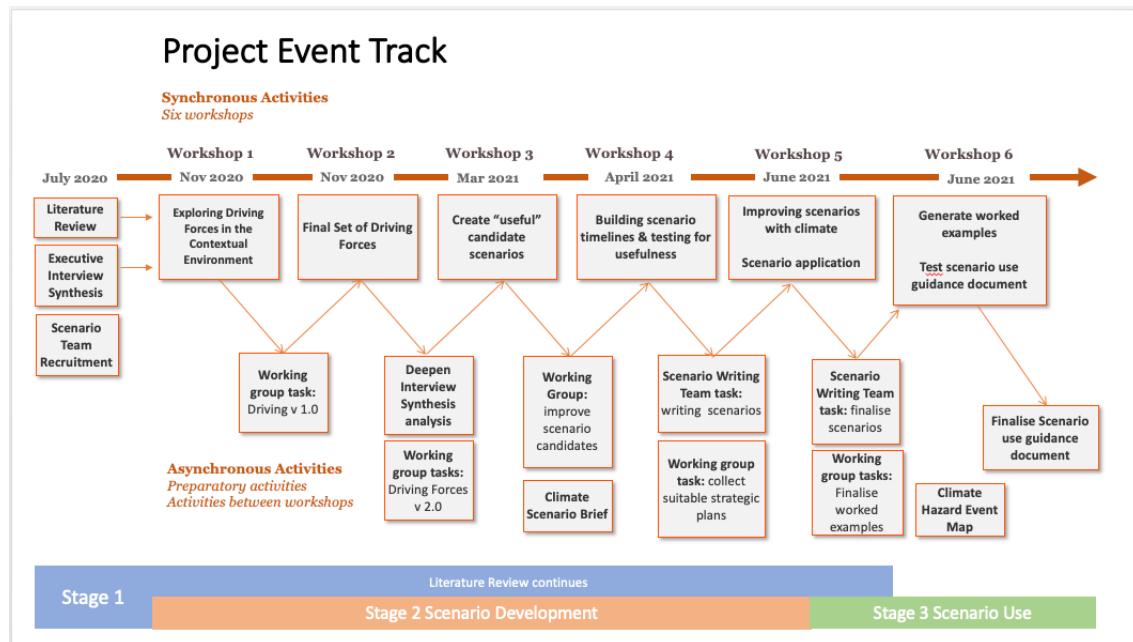 Project Event Track
Synchronous Activities
Six workshops
Workshop 1
Workshop 2
Workshop 3
Workshop 4
Workshop 5
Workshop 6
July 2020
Nov 2020
Nov 2020
Mar 2021
April 2021
June 2021
June 2021
Literature
Review
Executive
Interview
Synthesis
Scenario
Team
Recruitment
Exploring Driving
Forces in the
Contextual
Environment
Final Set of Driving
Forces
Create “useful”
candidate
scenarios
Building scenario
timelines & testing for
usefulness
Improving scenarios
with climate
Scenario application
Generate worked
examples
Test scenario use
guidance document
Working
group task:
Driving v 1.0
Deepen
Interview
Synthesis
analysis
Working
group tasks:
Driving Forces
v 2.0
Working
Group:
improve
scenario
candidates
Climate
Scenario Brief
Scenario Writing
Team task:
writing scenarios
Working group
task: collect
suitable strategic
plans
Scenario
Writing Team
task: finalise
scenarios
Working
group tasks:
Finalise
worked
examples
Climate
Hazard Event
Map
Finalise Scenario
use guidance
document
Asynchronous Activities
Preparatory activities
Activities between workshops
Stage 1
Literature Review continues
Stage 2 Scenario Development
Stage 3 Scenario Use